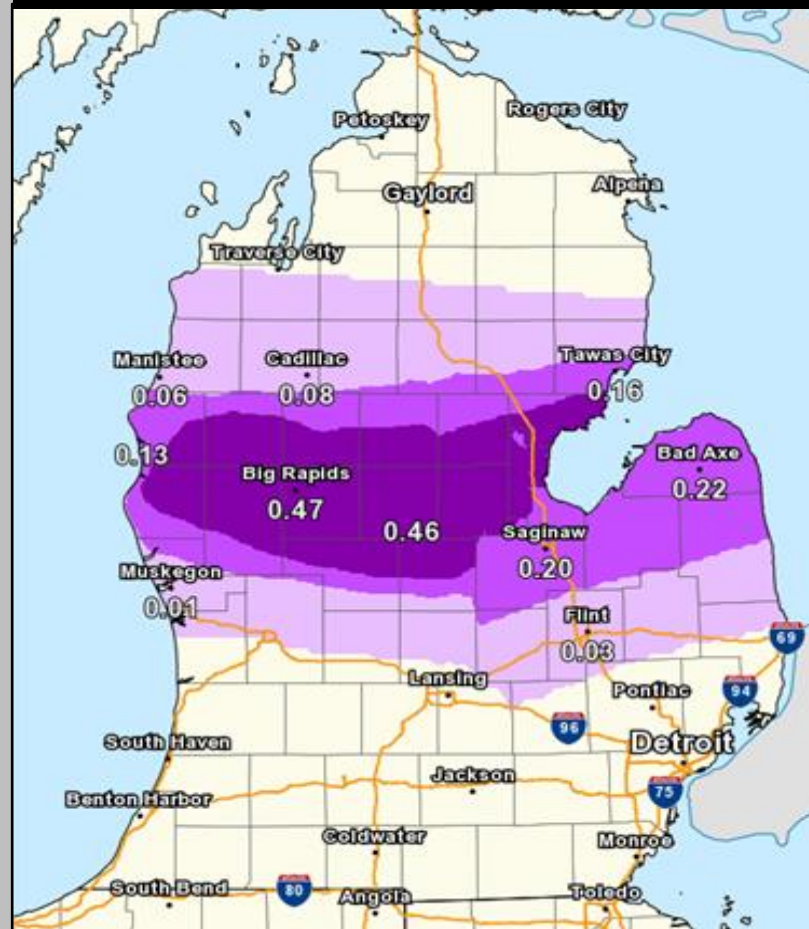 Petoskey
Rogers City
Gaylord
Alpena
Traverse City
Manistee
0.06
Cadillac
0.08
Tawas City
0.16
0.13
Big Rapids
0.47
0.46
Bad Axe
0.22
Saginaw
0.20
Muskegon
0.01
Flint
0.03
69
Lansing
Pontiac
94
96
Detroit
South Haven
Jackson
75
Benton Harbor
Coldwater
Monroe
South Bend
80
Angola
Toledo